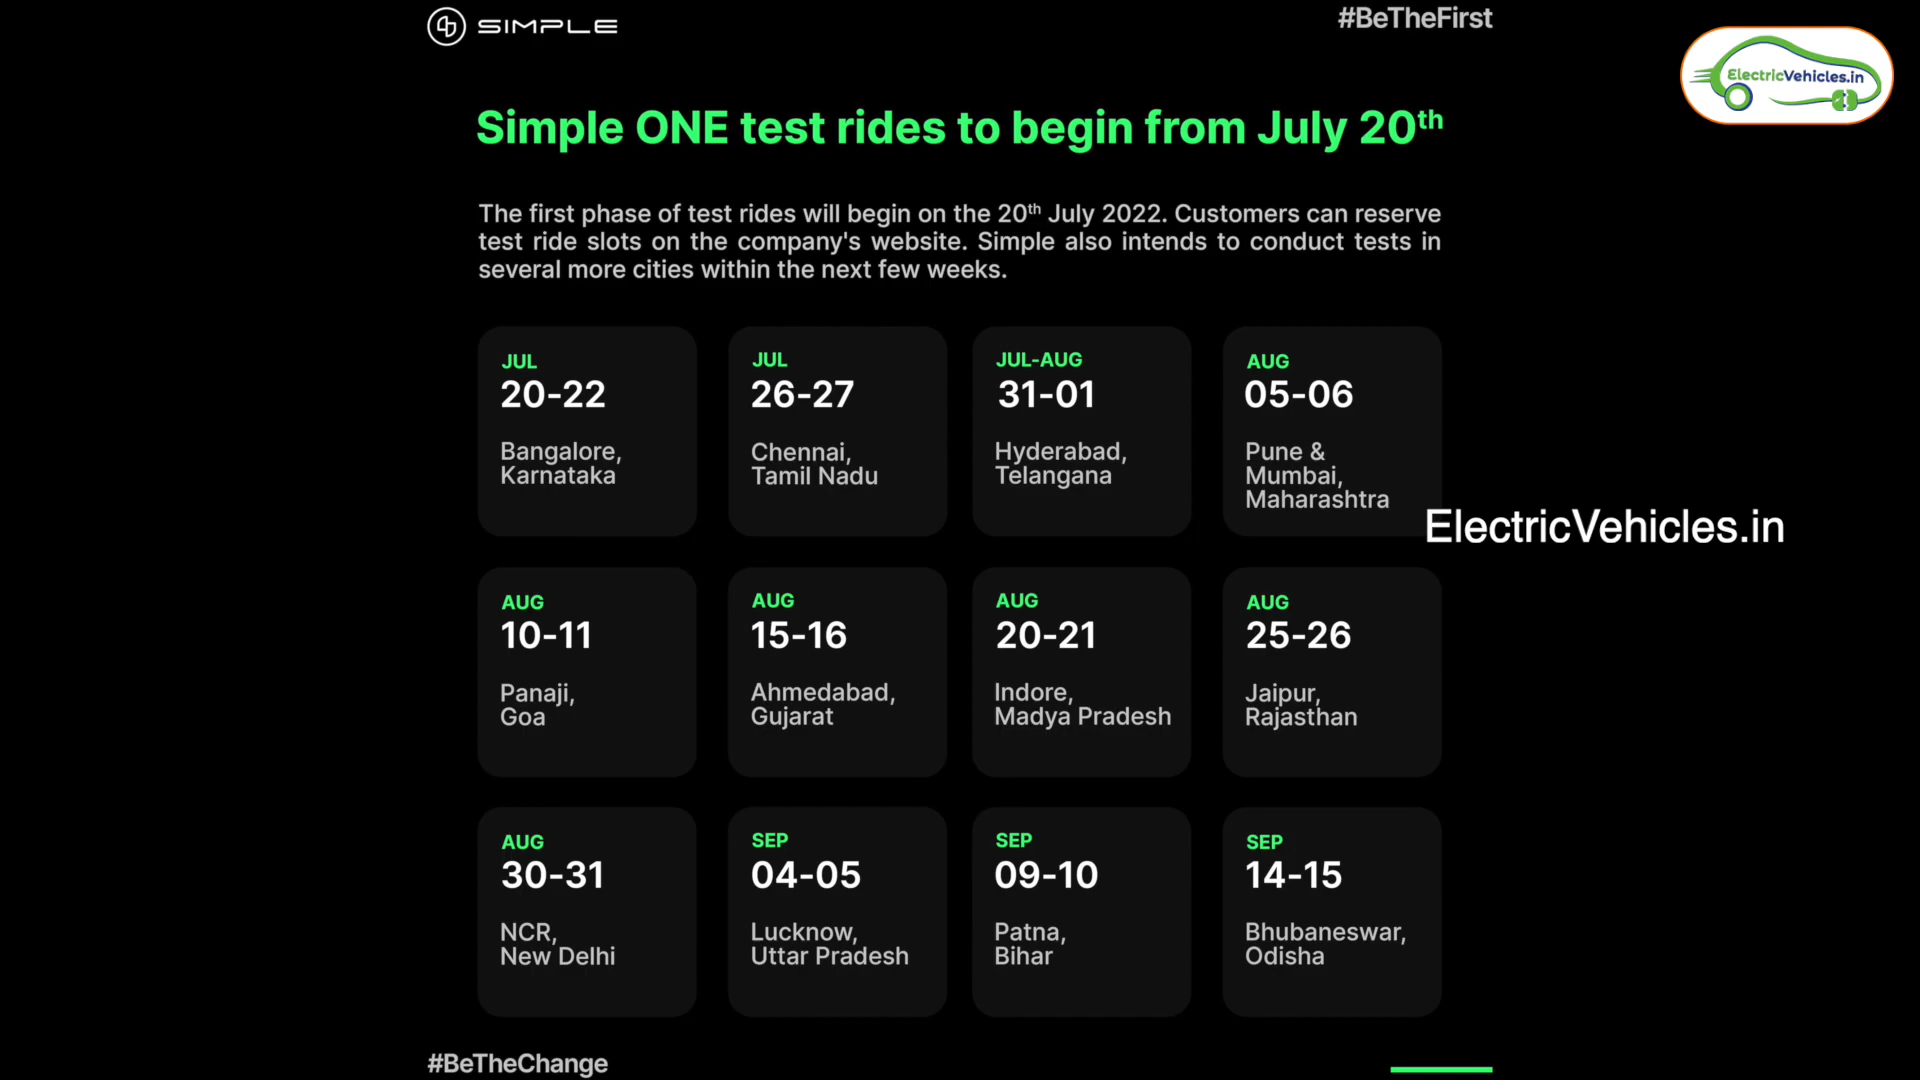 SIMPLE
#BeTheFirst
ElectricVehicles.in
Simple ONE test rides to begin from July 20th
The first phase of test rides will begin on the 20th July 2022. Customers can reserve
test ride slots on the company's website. Simple also intends to conduct tests in
several more cities within the next few weeks.
JUL
20-22
Bangalore,
Karnataka
JUL
26-27
Chennai,
Tamil Nadu
JUL-AUG
31-01
Hyderabad,
Telangana
AUG
05-06
Pune &
Mumbai,
Maharashtra
ElectricVehicles.in
AUG
10-11
Panaji,
Goa
AUG
15-16
Ahmedabad,
Gujarat
AUG
20-21
Indore,
Madya Pradesh
AUG
25-26
Jaipur,
Rajasthan
AUG
30-31
NCR,
New Delhi
SEP
04-05
Lucknow,
Uttar Pradesh
SEP
09-10
Patna,
Bihar
SEP
14-15
Bhubaneswar,
Odisha
#BeTheChange